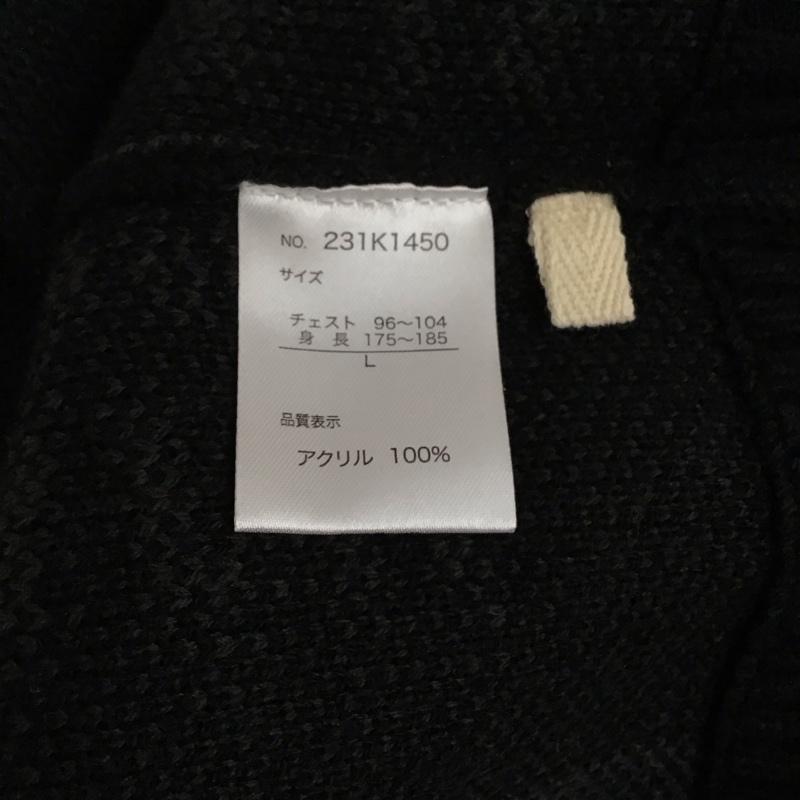 NO. 231K1450
サイズ
チェスト 96～104
身 長 175～185
L
品質表示
アクリル 100%